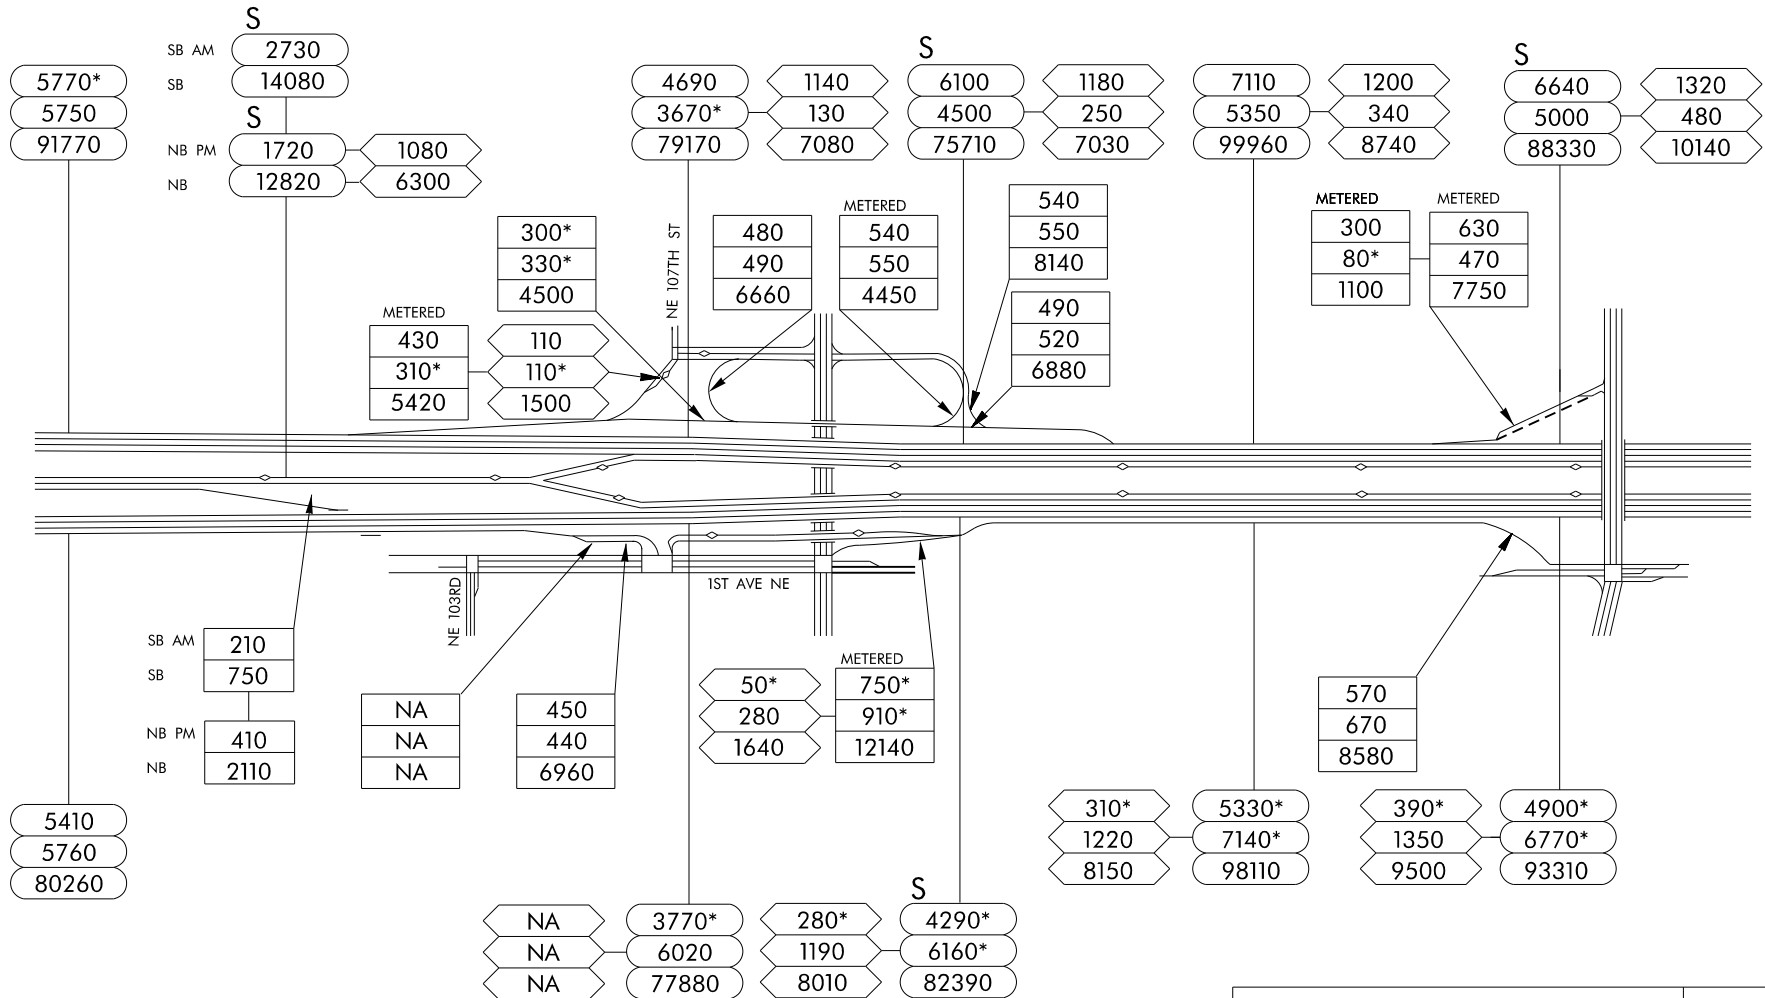 S
SB AM 2730
SB 14080
S
NB PM 1720 1080
NB 12820 6300
5770*
5750
91770
4690 1140
3670* 130
79170 7080
S
6100 1180
4500 250
75710 7030
7110 1200
5350 340
99960 8740
S
6640 1320
5000 480
88330 10140
300*
330*
4500
NE 107TH ST
480
490
6660
METERED
540
550
4450
540
550
8140
490
520
6880
METERED METERED
300 630
80* 470
1100 7750
METERED
430 110
310* 110*
5420 1500
NE 103RD
1ST AVE NE
SB AM 210
SB 750
NB PM 410
NB 2110
NA
NA
NA
450
440
6960
METERED
50* 750*
280 910*
1640 12140
570
670
8580
5410
5760
80260
310* 5330*
1220 7140*
8150 98110
390* 4900*
1350 6770*
9500 93310
NA 3770*
NA 6020
NA 77880
S
280* 4290*
1190 6160*
8010 82390